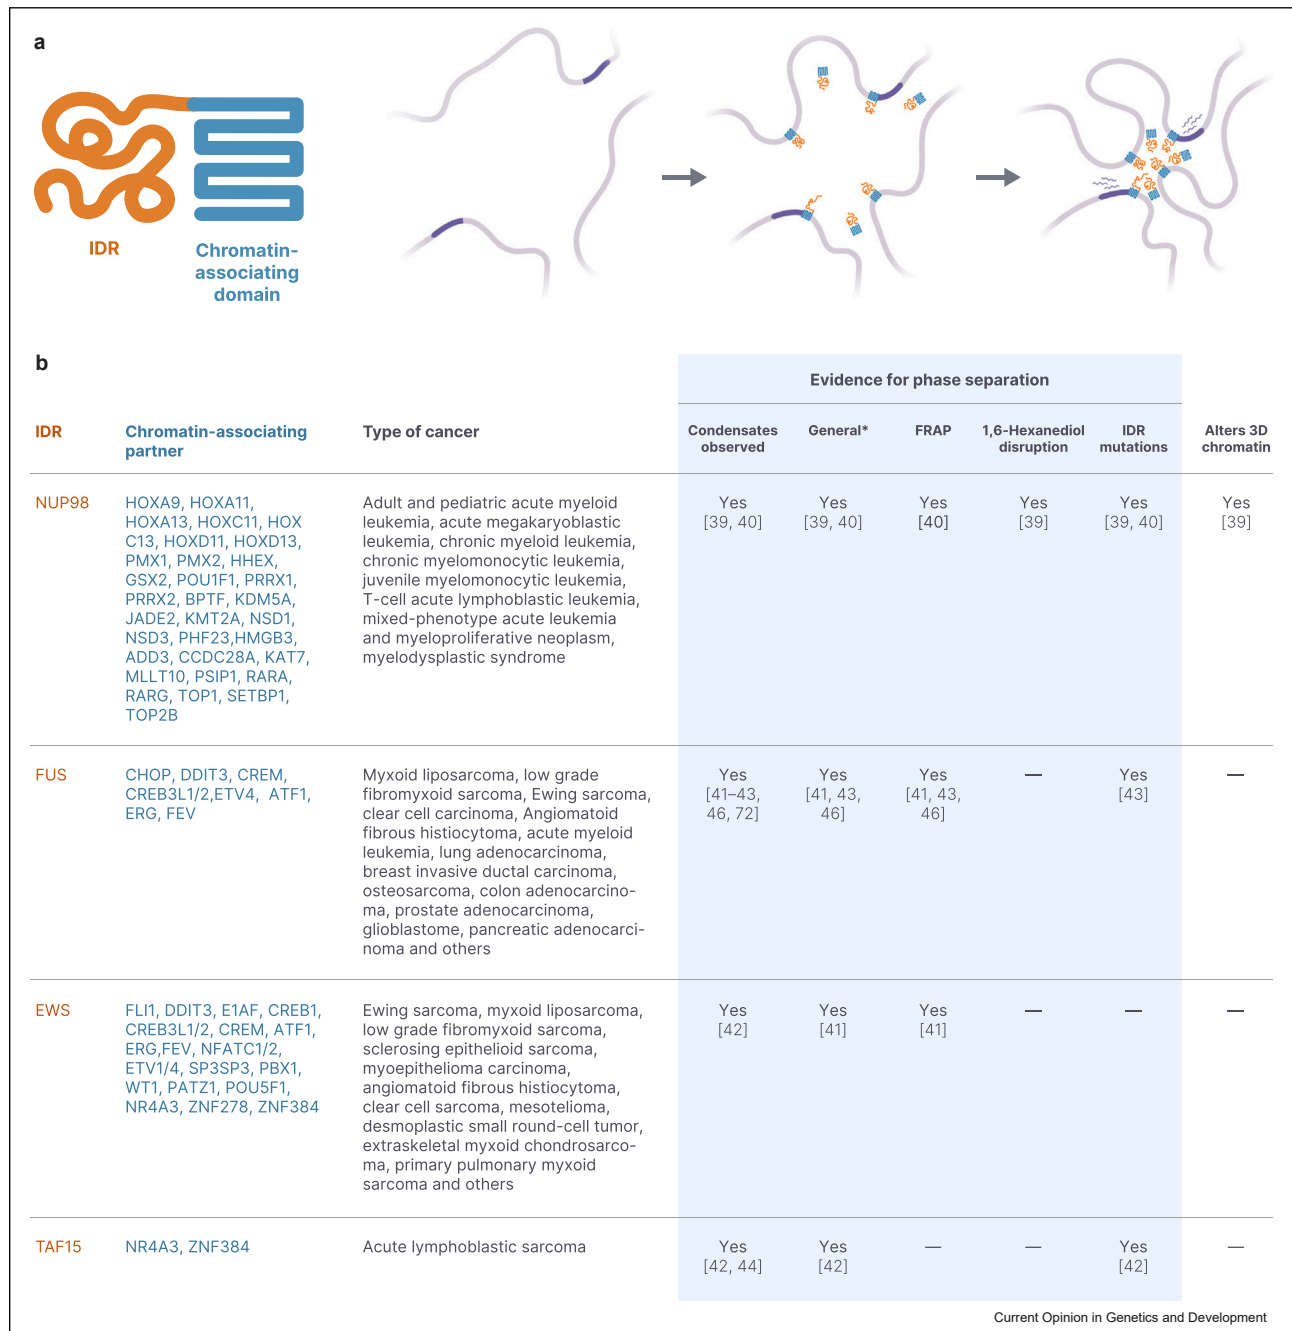 a
IDR
Chromatin-
associating
domain
b
Evidence for phase separation
IDR
Chromatin-associating
partner
Type of cancer
Condensates
observed
General*
FRAP
1,6-Hexanediol
disruption
IDR
mutations
Alters 3D
chromatin
NUP98
HOXA9, HOXA11,
HOXA13, HOXC11, HOX
C13, HOXD11, HOXD13,
PMX1, PMX2, HHEX,
GSX2, POU1F1, PRRX1,
PRRX2, BPTF, KDM5A,
JADE2, KMT2A, NSD1,
NSD3, PHF23,HMGB3,
ADD3, CCDC28A, KAT7,
MLLT10, PSIP1, RARA,
RARG, TOP1, SETBP1,
TOP2B
Adult and pediatric acute myeloid
leukemia, acute megakaryoblastic
leukemia, chronic myeloid leukemia,
chronic myelomonocytic leukemia,
juvenile myelomonocytic leukemia,
T-cell acute lymphoblastic leukemia,
mixed-phenotype acute leukemia
and myeloproliferative neoplasm,
myelodysplastic syndrome
Yes
[39, 40]
Yes
[39, 40]
Yes
[40]
Yes
[39]
Yes
[39, 40]
Yes
[39]
FUS
CHOP, DDIT3, CREM,
CREB3L1/2,ETV4, ATF1,
ERG, FEV
Myxoid liposarcoma, low grade
fibromyxoid sarcoma, Ewing sarcoma,
clear cell carcinoma, Angiomatoid
fibrous histiocytoma, acute myeloid
leukemia, lung adenocarcinoma,
breast invasive ductal carcinoma,
osteosarcoma, colon adenocarcino-
ma, prostate adenocarcinoma,
glioblastome, pancreatic adenocarci-
noma and others
Yes
[41–43,
46, 72]
Yes
[41, 43,
46]
Yes
[41, 43,
46]
—
Yes
[43]
—
EWS
FLI1, DDIT3, E1AF, CREB1,
CREB3L1/2, CREM, ATF1,
ERG,FEV, NFATC1/2,
ETV1/4, SP3SP3, PBX1,
WT1, PATZ1, POU5F1,
NR4A3, ZNF278, ZNF384
Ewing sarcoma, myxoid liposarcoma,
low grade fibromyxoid sarcoma,
sclerosing epithelioid sarcoma,
myoepithelioma carcinoma,
angiomatoid fibrous histiocytoma,
clear cell sarcoma, mesotelioma,
desmoplastic small round-cell tumor,
extraskeletal myxoid chondrosarco-
ma, primary pulmonary myxoid
sarcoma and others
Yes
[42]
Yes
[41]
Yes
[41]
—
—
—
TAF15
NR4A3, ZNF384
Acute lymphoblastic sarcoma
Yes
[42, 44]
Yes
[42]
—
—
Yes
[42]
—
Current Opinion in Genetics and Development